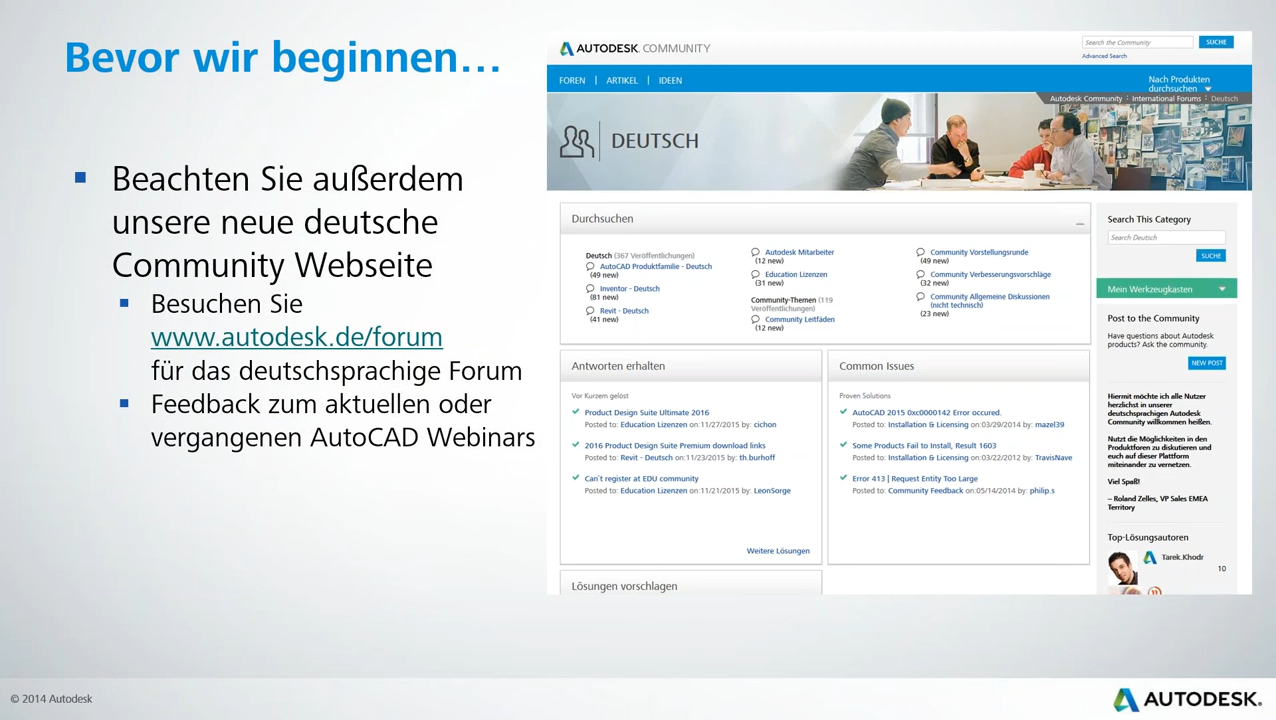 Bevor wir beginnen…
Beachten Sie außerdem
unsere neue deutsche
Community Webseite
Besuchen Sie
www.autodesk.de/forum
für das deutschsprachige Forum
Feedback zum aktuellen oder
vergangenen AutoCAD Webinars
AUTODESK. COMMUNITY
Search the Community
SUCHE
Advanced Search
FOREN | ARTIKEL | IDEEN
Nach Produkten
durchsuchen
Autodesk Community : International Forums : Deutsch
DEUTSCH
Durchsuchen
Deutsch (367 Veröffentlichungen)
AutoCAD Produktfamilie - Deutsch
(49 new)
Inventor - Deutsch
(81 new)
Revit - Deutsch
(41 new)
Autodesk Mitarbeiter
(12 new)
Education Lizenzen
(31 new)
Community-Themen (119
Veröffentlichungen)
Community Leitfäden
(12 new)
Community Vorstellungsrunde
(49 new)
Community Verbesserungsvorschläge
(32 new)
Community Allgemeine Diskussionen
(nicht technisch)
(23 new)
Antworten erhalten
Vor Kurzem gelöst
Product Design Suite Ultimate 2016
Posted to: Education Lizenzen on:11/27/2015 by: cichon
2016 Product Design Suite Premium download links
Posted to: Revit - Deutsch on:11/23/2015 by: th.burhoff
Can't register at EDU community
Posted to: Education Lizenzen on:11/21/2015 by: LeonSorge
Weitere Lösungen
Common Issues
Proven Solutions
AutoCAD 2015 0xc0000142 Error occured.
Posted to: Installation & Licensing on:03/29/2014 by: mazel39
Some Products Fail to Install, Result 1603
Posted to: Installation & Licensing on:03/22/2012 by: TravisNave
Error 413 | Request Entity Too Large
Posted to: Community Feedback on:05/14/2014 by: philip.s
Lösungen vorschlagen
Search This Category
Search Deutsch
SUCHE
Mein Werkzeugkasten
Post to the Community
Have questions about Autodesk
products? Ask the community.
NEW POST
Hiermit möchte ich alle Nutzer
herzlichst in unserer
deutschsprachigen Autodesk
Community willkommen heißen.
Nutzt die Möglichkeiten in den
Produktforen zu diskutieren und
euch auf dieser Plattform
miteinander zu vernetzen.
Viel Spaß!
– Roland Zelles, VP Sales EMEA
Territory
Top-Lösungsautoren
Tarek.Khodr
10
© 2014 Autodesk
AUTODESK.